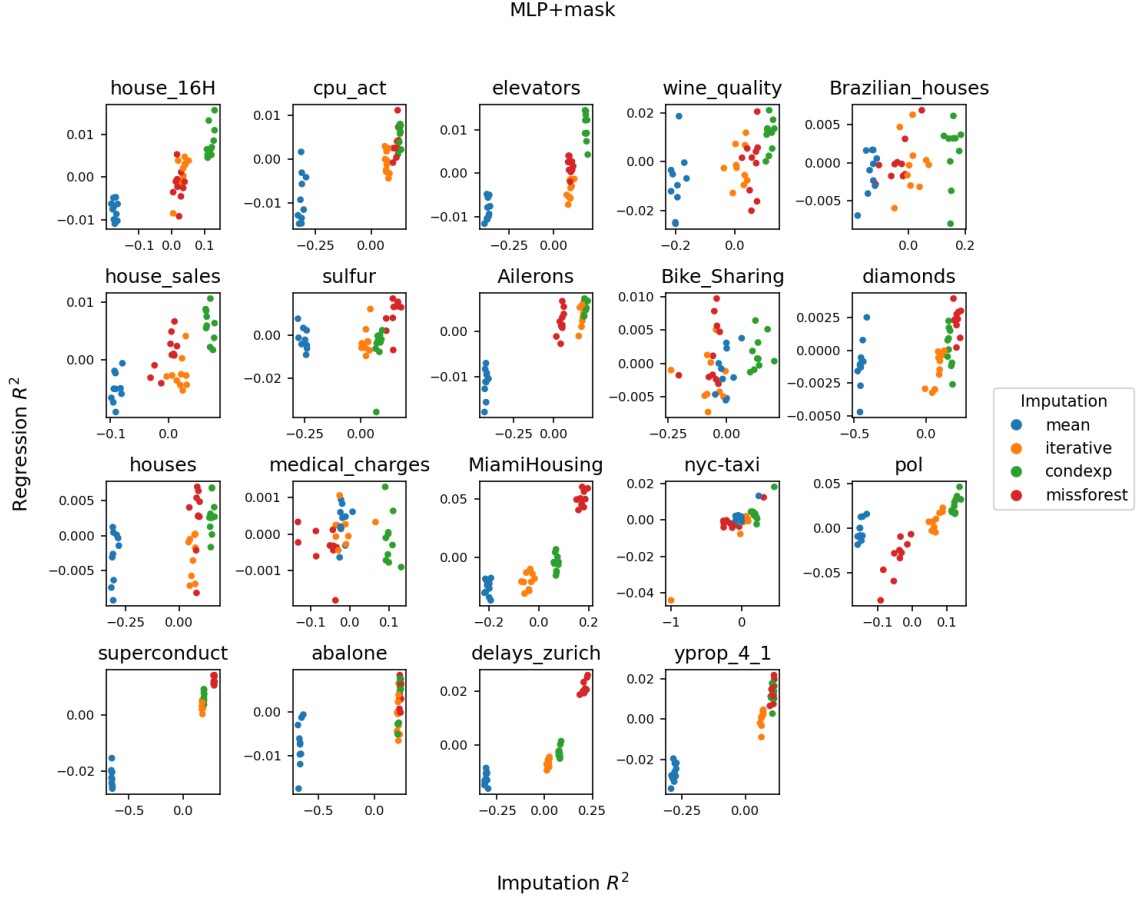 MLP+mask
house_16H cpu_act elevators wine_quality Brazilian_houses
0.01 0.00 −0.01 −0.1 0.0 0.1
0.01 0.00 −0.01 −0.25 0.00
0.01 0.00 −0.01 −0.25 0.00
0.02 0.00 −0.02 −0.2 0.0
0.005 0.000 −0.005 0.0 0.2
house_sales sulfur Ailerons Bike_Sharing diamonds
0.01 0.00 −0.1 0.0
0.00 −0.02 −0.25 0.00
0.00 −0.01 −0.25 0.00
0.010 0.005 0.000 −0.005 0.00
0.0025 0.0000 −0.0025 −0.0050 −0.5 0.0
houses medical_charges MiamiHousing nyc-taxi pol
0.005 0.000 −0.005 −0.25 0.00
0.001 0.000 −0.001 −0.1 0.0 0.1
0.05 0.00 −0.2 0.0 0.2
0.02 0.00 −0.02 −0.04 −1 0
0.05 0.00 −0.05 −0.1 0.0 0.1
superconduct abalone delays_zurich yprop_4_1
0.00 −0.02 −0.5 0.0
0.00 −0.01 −0.5 0.0
0.02 0.00 −0.25 0.00 0.25
0.02 0.00 −0.02 −0.25 0.00
Regression R²
Imputation R²
Imputation
mean
iterative
condexp
missforest